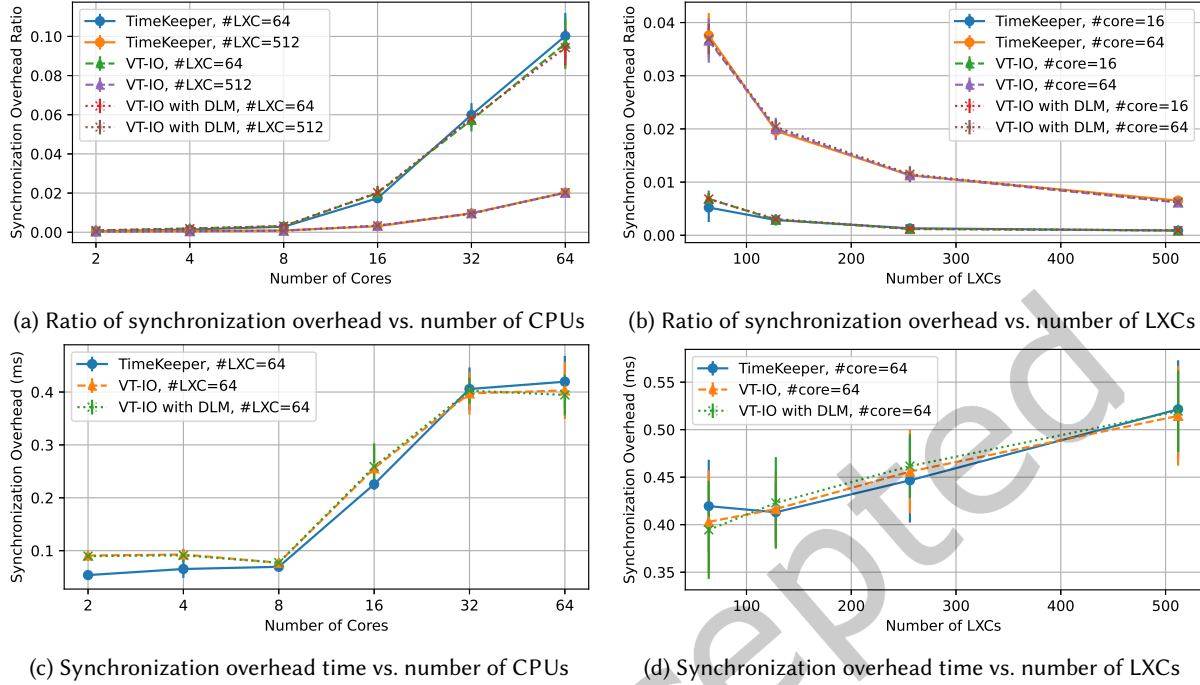 Synchronization Overhead Ratio
0.10
0.08
0.06
0.04
0.02
0.00
TimeKeeper, #LXC=64
TimeKeeper, #LXC=512
VT-IO, #LXC=64
VT-IO, #LXC=512
VT-IO with DLM, #LXC=64
VT-IO with DLM, #LXC=512
2 4 8 16 32 64
Number of Cores
(a) Ratio of synchronization overhead vs. number of CPUs
Synchronization Overhead Ratio
0.04
0.03
0.02
0.01
0.00
TimeKeeper, #core=16
TimeKeeper, #core=64
VT-IO, #core=16
VT-IO, #core=64
VT-IO with DLM, #core=16
VT-IO with DLM, #core=64
100 200 300 400 500
Number of LXCs
(b) Ratio of synchronization overhead vs. number of LXCs
Synchronization Overhead (ms)
0.4
0.3
0.2
0.1
TimeKeeper, #LXC=64
VT-IO, #LXC=64
VT-IO with DLM, #LXC=64
2 4 8 16 32 64
Number of Cores
(c) Synchronization overhead time vs. number of CPUs
Synchronization Overhead (ms)
0.55
0.50
0.45
0.40
0.35
TimeKeeper, #core=64
VT-IO, #core=64
VT-IO with DLM, #core=64
100 200 300 400 500
Number of LXCs
(d) Synchronization overhead time vs. number of LXCs
epted